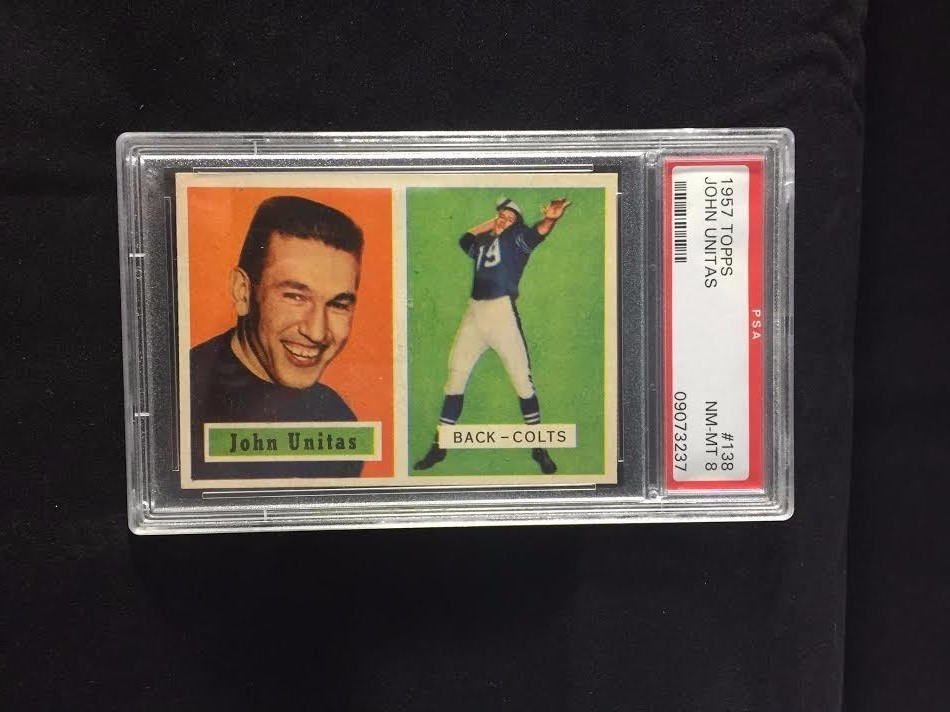 1957 TOPPS #138
JOHN UNITAS NM-MT 8
09073237
PSA
19
John Unitas
BACK-COLTS